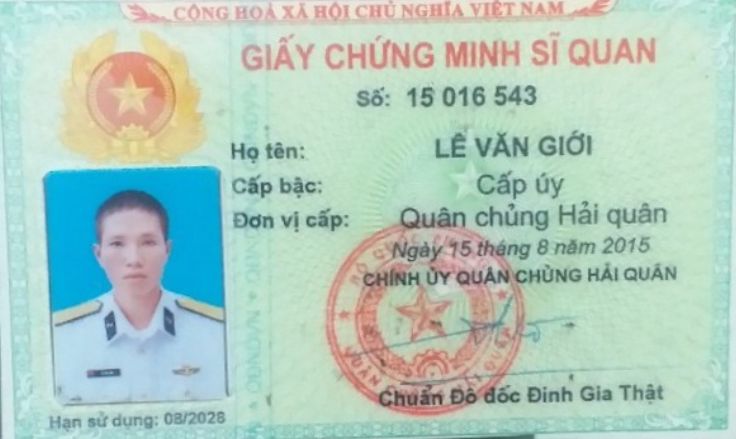 CỘNG HOÀ XÃ HỘI CHỦ NGHĨA VIỆT NAM
GIẤY CHỨNG MINH SĨ QUAN
Số: 15 016 543
Họ tên: LÊ VĂN GIỚI
Cấp bậc: Cấp úy
Đơn vị cấp: Quân chủng Hải quân
Ngày 15 tháng 8 năm 2015
CHÍNH ỦY QUÂN CHỦNG HẢI QUÂN
Chuẩn Đô đốc Đinh Gia Thật
Hạn sử dụng: 08/2028